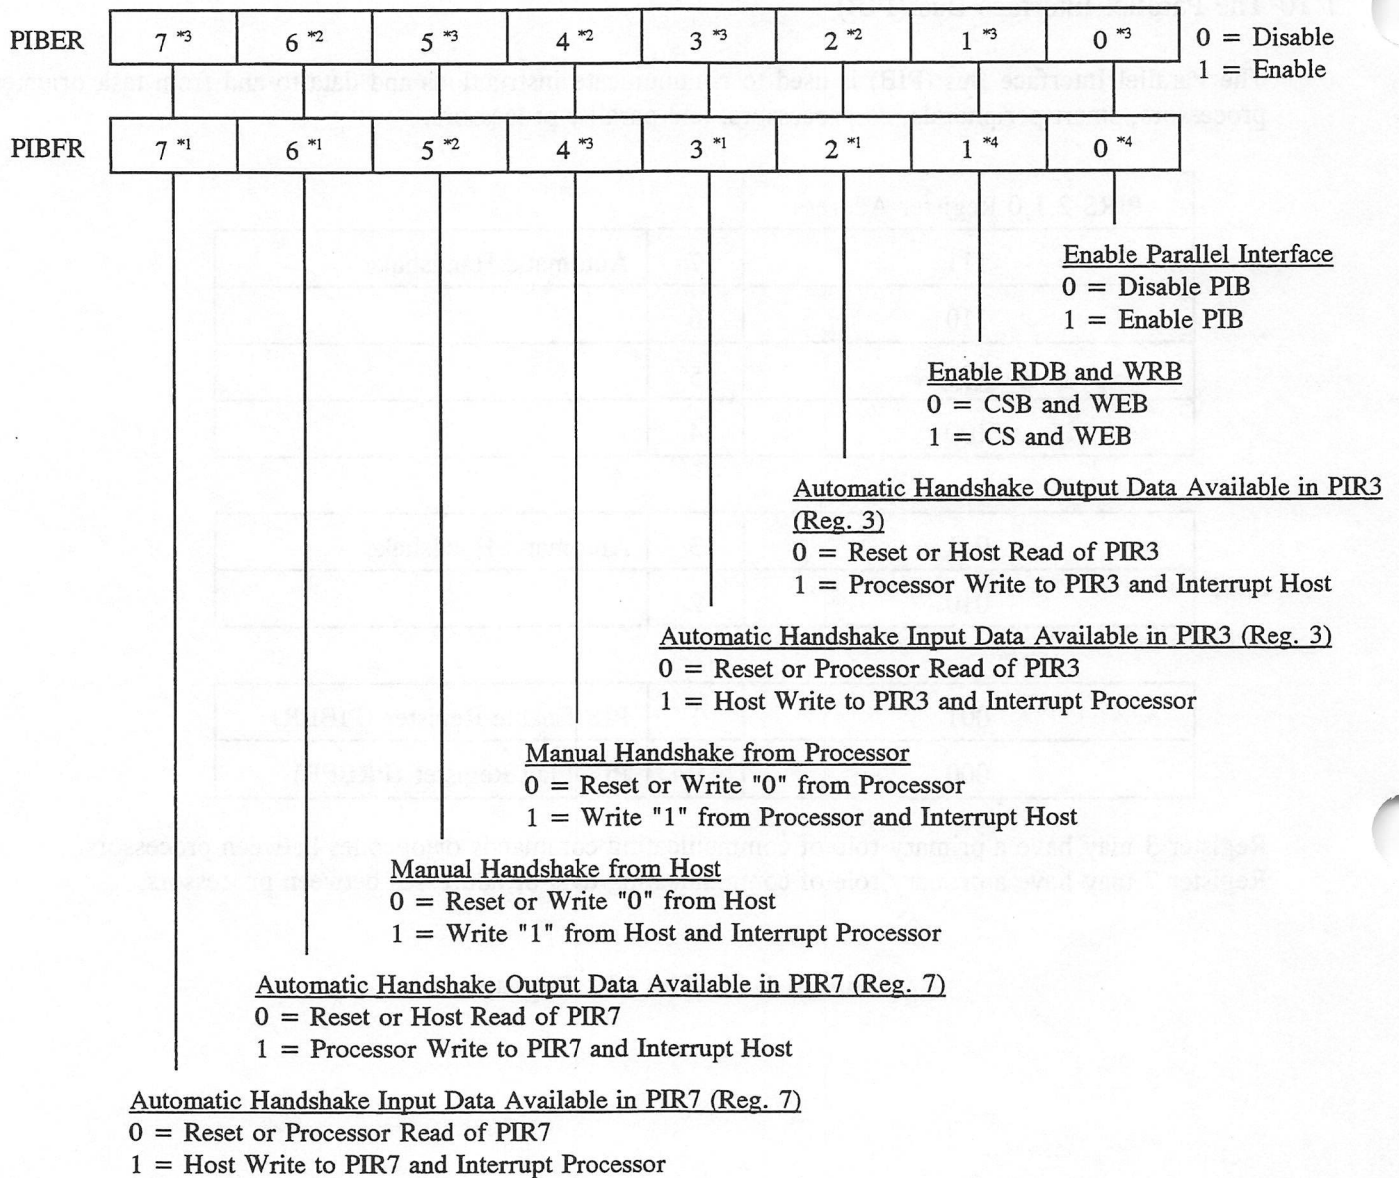 PIBER 7 *3 6 *2 5 *3 4 *2 3 *3 2 *2 1 *3 0 *3 0 = Disable
1 = Enable
PIBFR 7 *1 6 *1 5 *2 4 *3 3 *1 2 *1 1 *4 0 *4
Enable Parallel Interface
0 = Disable PIB
1 = Enable PIB
Enable RDB and WRB
0 = CSB and WEB
1 = CS and WEB
Automatic Handshake Output Data Available in PIR3
(Reg. 3)
0 = Reset or Host Read of PIR3
1 = Processor Write to PIR3 and Interrupt Host
Automatic Handshake Input Data Available in PIR3 (Reg. 3)
0 = Reset or Processor Read of PIR3
1 = Host Write to PIR3 and Interrupt Processor
Manual Handshake from Processor
0 = Reset or Write "0" from Processor
1 = Write "1" from Processor and Interrupt Host
Manual Handshake from Host
0 = Reset or Write "0" from Host
1 = Write "1" from Host and Interrupt Processor
Automatic Handshake Output Data Available in PIR7 (Reg. 7)
0 = Reset or Host Read of PIR7
1 = Processor Write to PIR7 and Interrupt Host
Automatic Handshake Input Data Available in PIR7 (Reg. 7)
0 = Reset or Processor Read of PIR7
1 = Host Write to PIR7 and Interrupt Processor